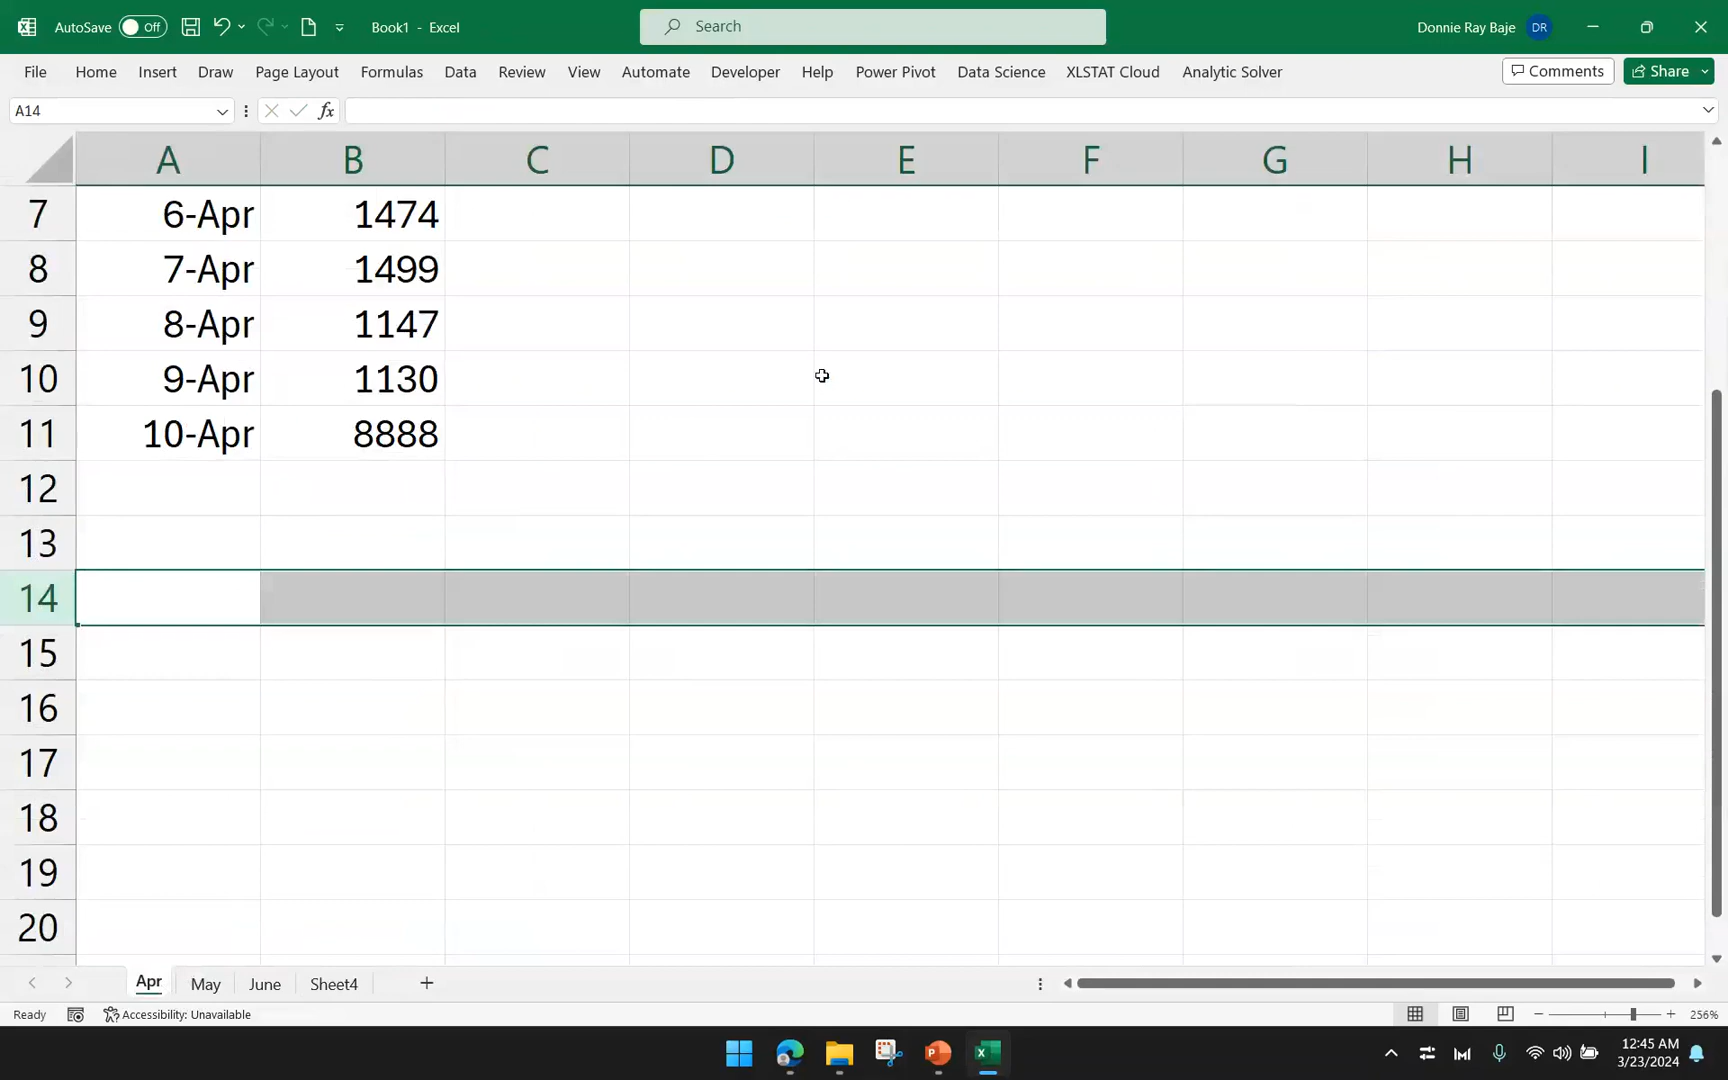 AutoSave Off Book1 - Excel Search Donnie Ray Baje DR
File Home Insert Draw Page Layout Formulas Data Review View Automate Developer Help Power Pivot Data Science XLSTAT Cloud Analytic Solver Comments Share
A14 fx
A B C D E F G H I
7 6-Apr 1474
8 7-Apr 1499
9 8-Apr 1147
10 9-Apr 1130
11 10-Apr 8888
12
13
14
15
16
17
18
19
20
Apr May June Sheet4
Ready Accessibility: Unavailable 256%
12:45 AM
3/23/2024